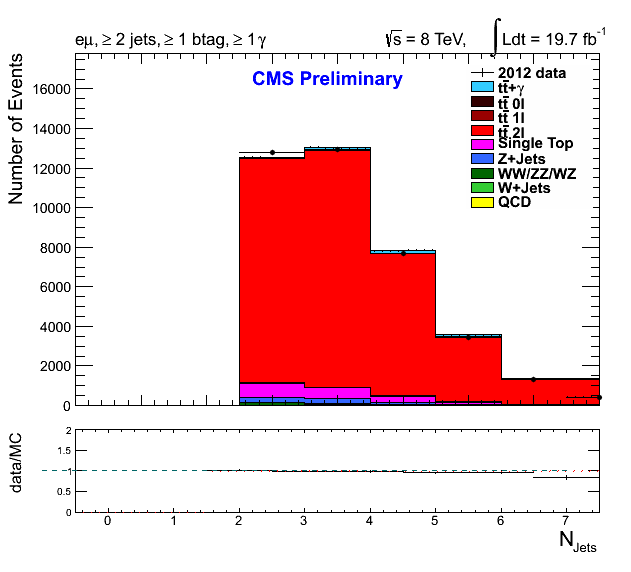 eμ, ≥ 2 jets, ≥ 1 btag, ≥ 1 γ
√s = 8 TeV, ∫ Ldt = 19.7 fb⁻¹
CMS Preliminary
2012 data
tt̄+γ
tt̄ 0l
tt̄ 1l
tt̄ 2l
Single Top
Z+Jets
WW/ZZ/WZ
W+Jets
QCD
Number of Events
16000
14000
12000
10000
8000
6000
4000
2000
0
data/MC
2
1.5
1
0.5
0
0 1 2 3 4 5 6 7
N_Jets